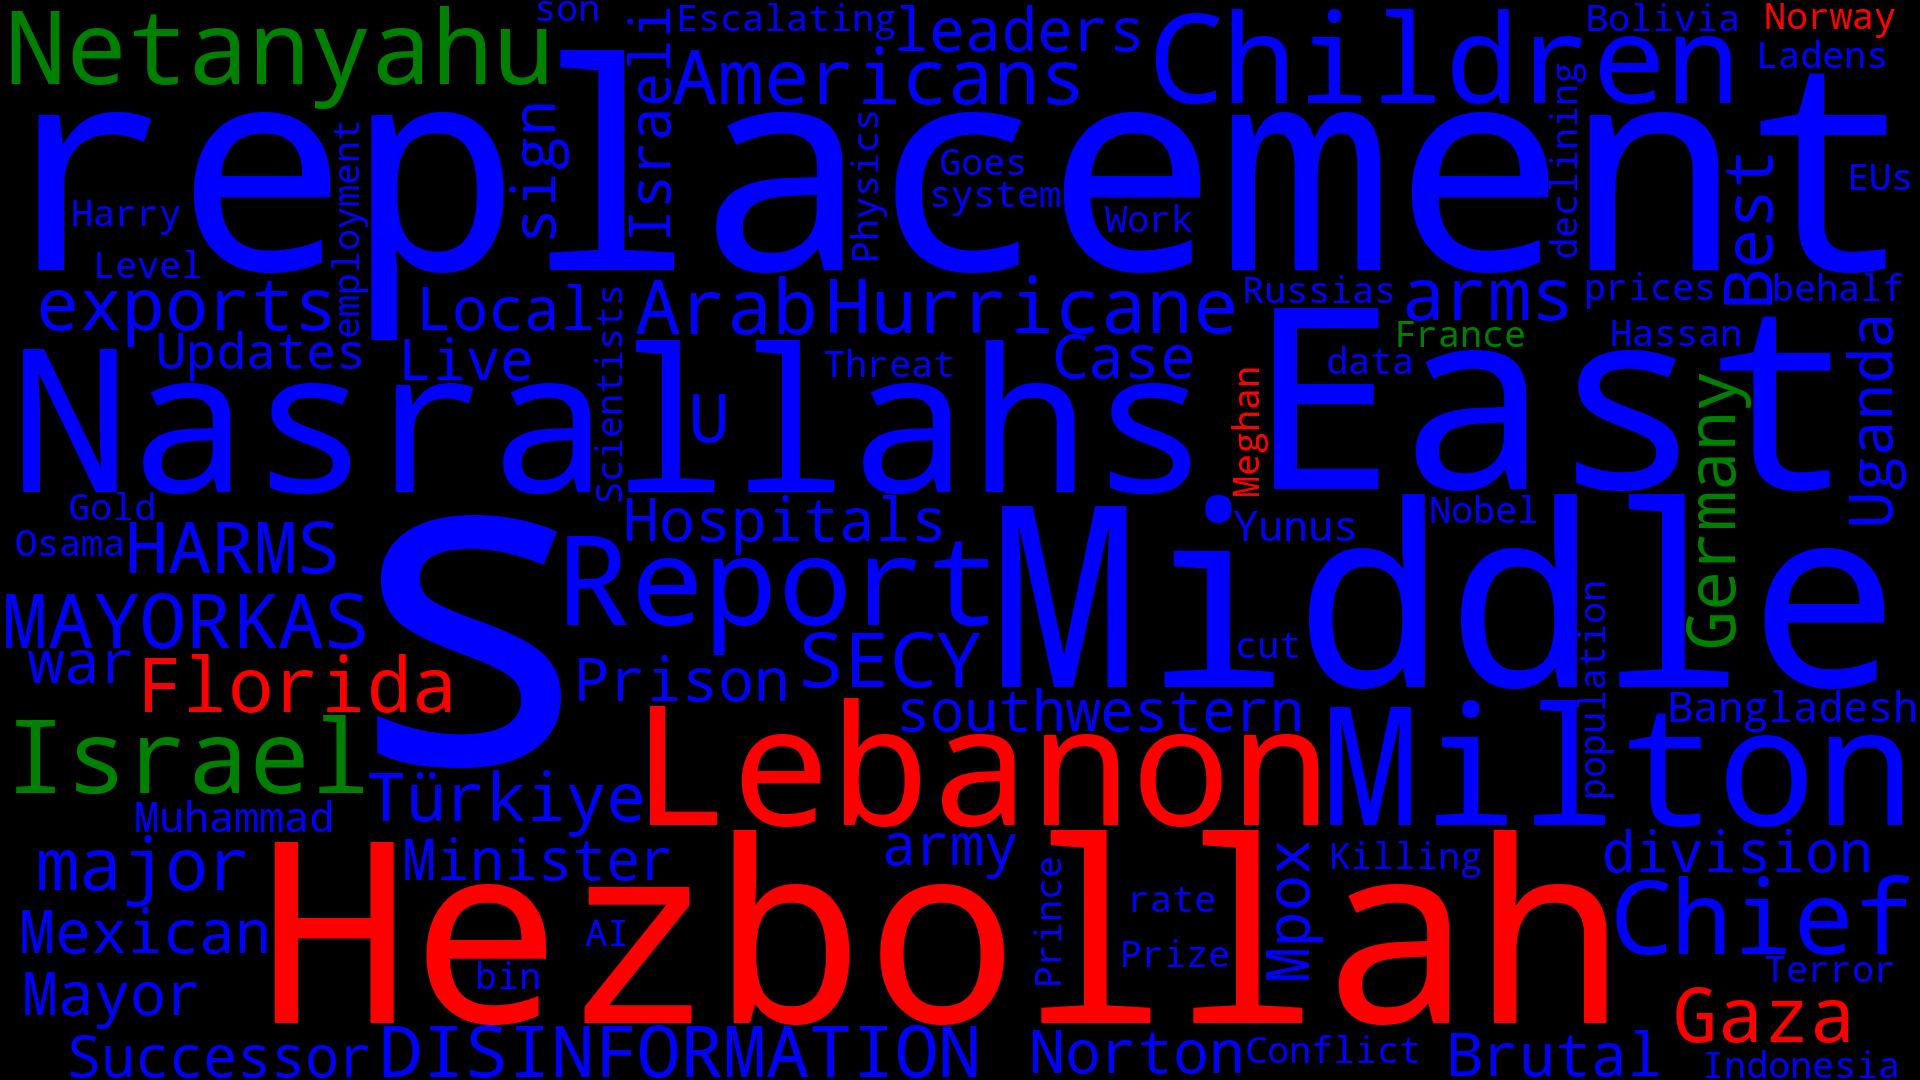 Netanyahu
son
Israeli
Escalating
leaders
Americans
Children
Bolivia
Norway
Ladens
replacement
employment
sign
Physics
Goes
system
Work
declining
Best
EUs
Harry
Level
exports
Local
Scientists
Arab
Hurricane
Russias
arms
prices
behalf
Updates
Live
Threat
Case
France
data
Hassan
Uganda
Nasrallahs
U
Meghan
East
Germany
Gold
Osama
HARMS
Hospitals
Yunus
Nobel
MAYORKAS
s
Report
Middle
war
Florida
Prison
SECY
cut
population
southwestern
Bangladesh
Israel
Lebanon
Milton
Türkiye
Muhammad
major
Minister
army
Prince
Mpox
Killing
division
Mexican
Hezbollah
AI
rate
Chief
bin
Prize
Terror
Mayor
Gaza
Successor
DISINFORMATION
Norton
Conflict
Brutal
Indonesia